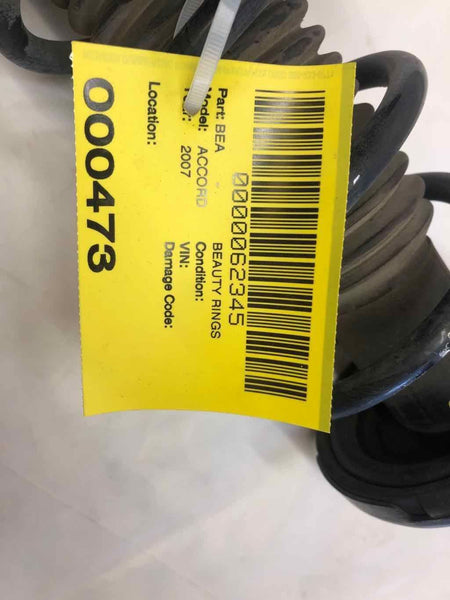 0000062345
Part: BEA BEAUTY RINGS
Model: ACCORD Condition:
2007 VIN:
Damage Code:
Location:
000473